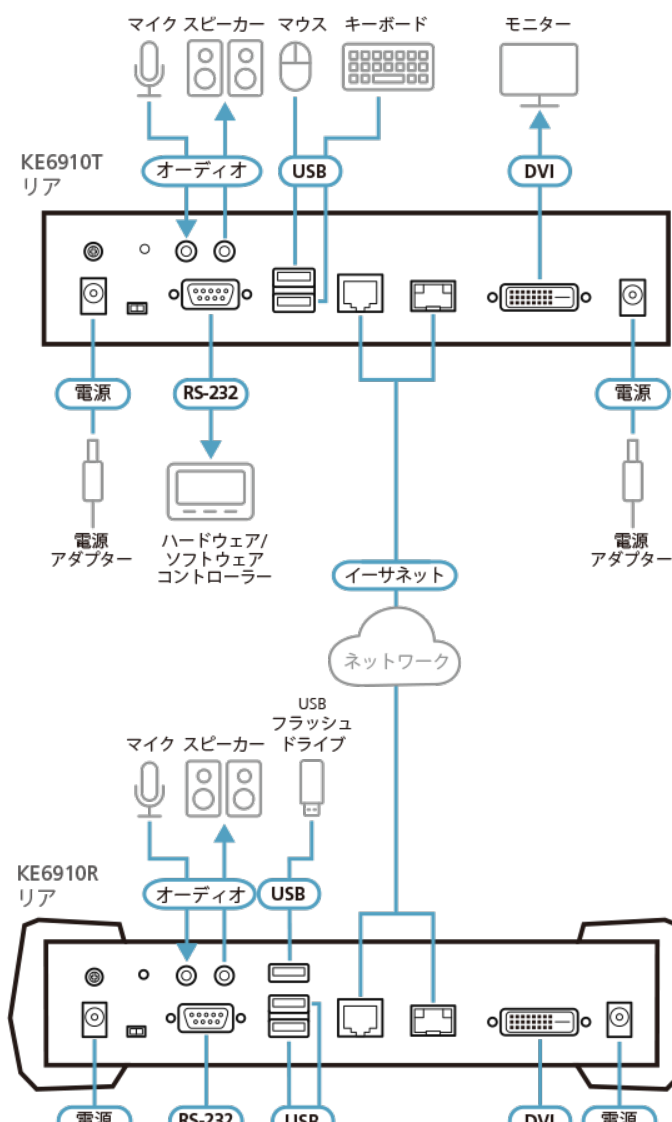 マイク スピーカー マウス キーボード モニター
KE6910T
リア
オーディオ USB DVI
電源 RS-232 電源
電源
アダプター
ハードウェア/
ソフトウェア
コントローラー
電源
アダプター
イーサネット
ネットワーク
USB
フラッシュ
ドライブ
マイク スピーカー
KE6910R
リア
オーディオ USB
電源 RS-232 USB DVI 電源